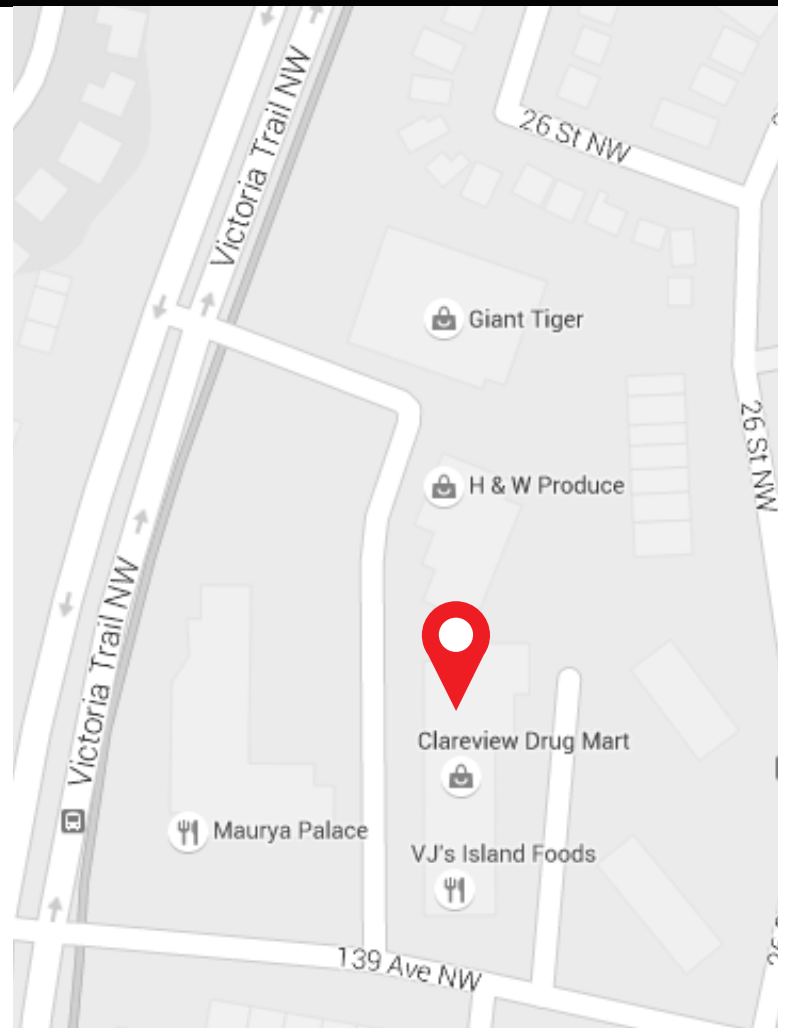 Victoria Trail NW
26 St NW
Giant Tiger
26 St NW
H & W Produce
Victoria Trail NW
Clareview Drug Mart
Maurya Palace
VJ's Island Foods
139 Ave NW